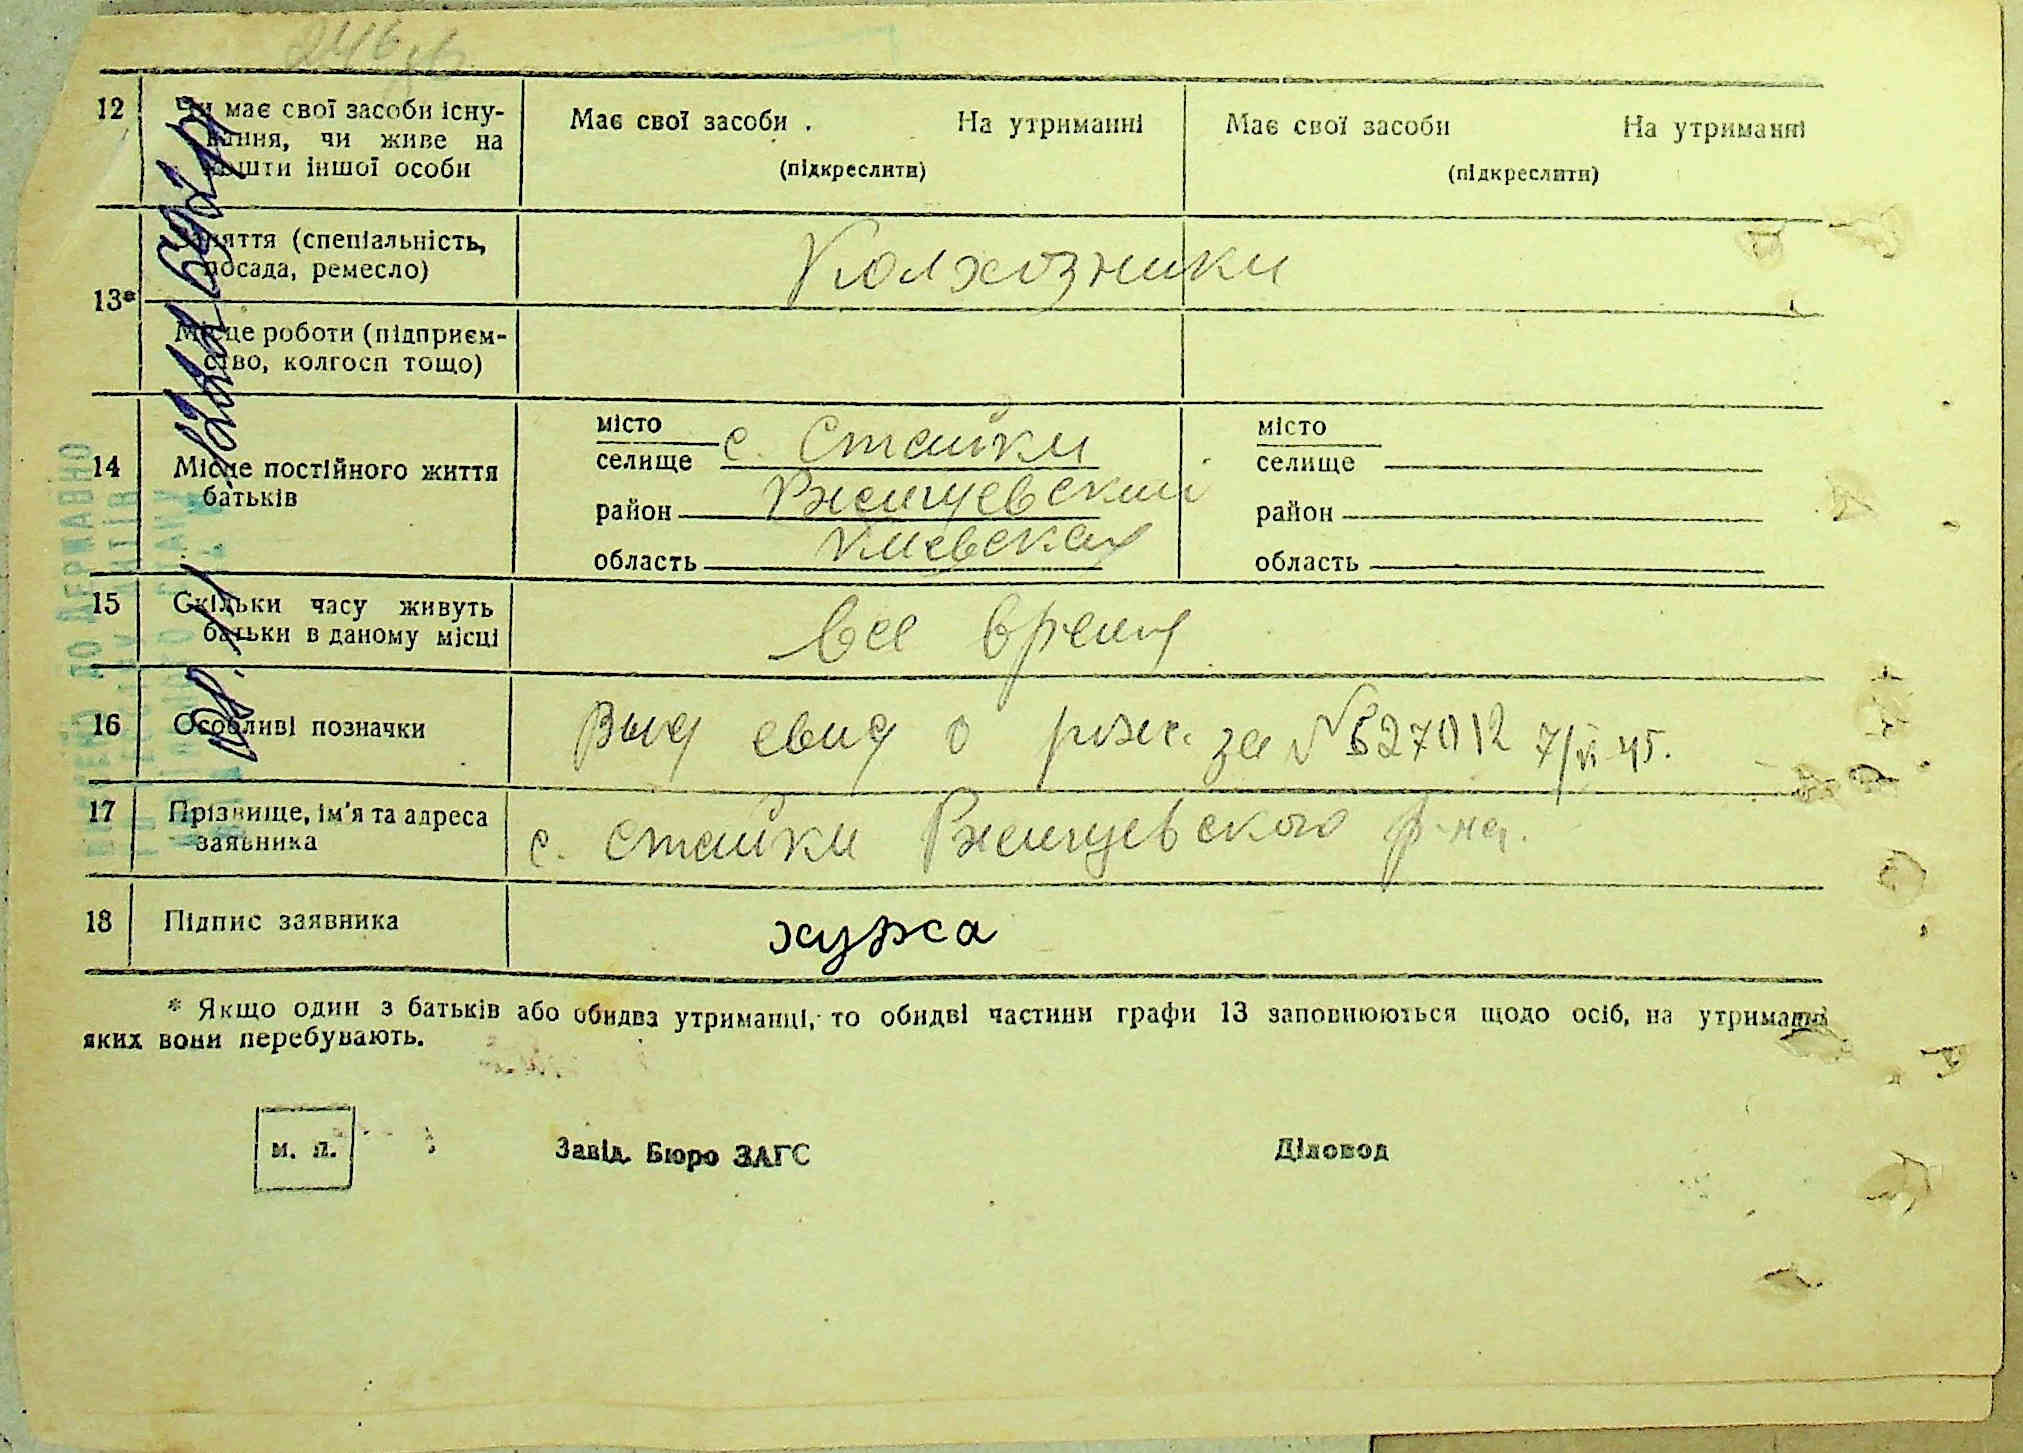 12 Чи має свої засоби існу-
вання, чи живе на
кошти іншої особи
Має свої засоби . На утриманні
(підкреслити)
Має свої засоби На утриманні
(підкреслити)
13*
Заняття (спеціальність,
посада, ремесло)
Колхозники
Місце роботи (підприєм-
ство, колгосп тощо)
14 Місце постійного життя
батьків
місто
селище с. Стайки
район Ржищевский
область Киевская
місто
селище
район
область
15 Скільки часу живуть
батьки в даному місці
все время
16 Особливі позначки
Выд свид о рож. за № 527012 7/VI 45.
17 Прізвище, ім'я та адреса
заявника
с. Стайки Ржищевского р-на.
18 Підпис заявника
хужа
* Якщо один з батьків або обидва утриманці, то обидві частини графи 13 заповнюються щодо осіб, на утриманні
яких вони перебувають.
м. п.
Завід. Бюро ЗАГС
Діловод